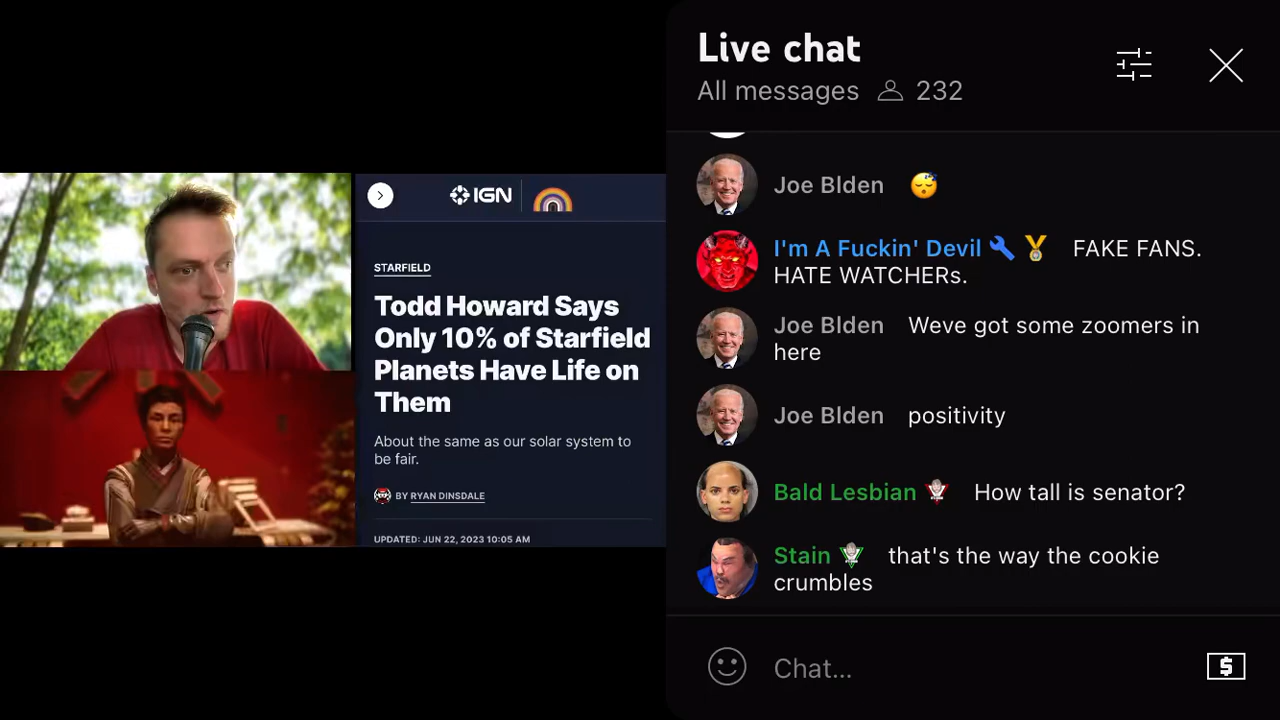 IGN
STARFIELD
Todd Howard Says
Only 10% of Starfield
Planets Have Life on
Them
About the same as our solar system to
be fair.
BY RYAN DINSDALE
UPDATED: JUN 22, 2023 10:05 AM
Live chat
All messages 232
Joe Blden 😴
I'm A Fuckin' Devil 🔧 🏅 FAKE FANS.
HATE WATCHERs.
Joe Blden Weve got some zoomers in
here
Joe Blden positivity
Bald Lesbian How tall is senator?
Stain that's the way the cookie
crumbles
Chat...
$